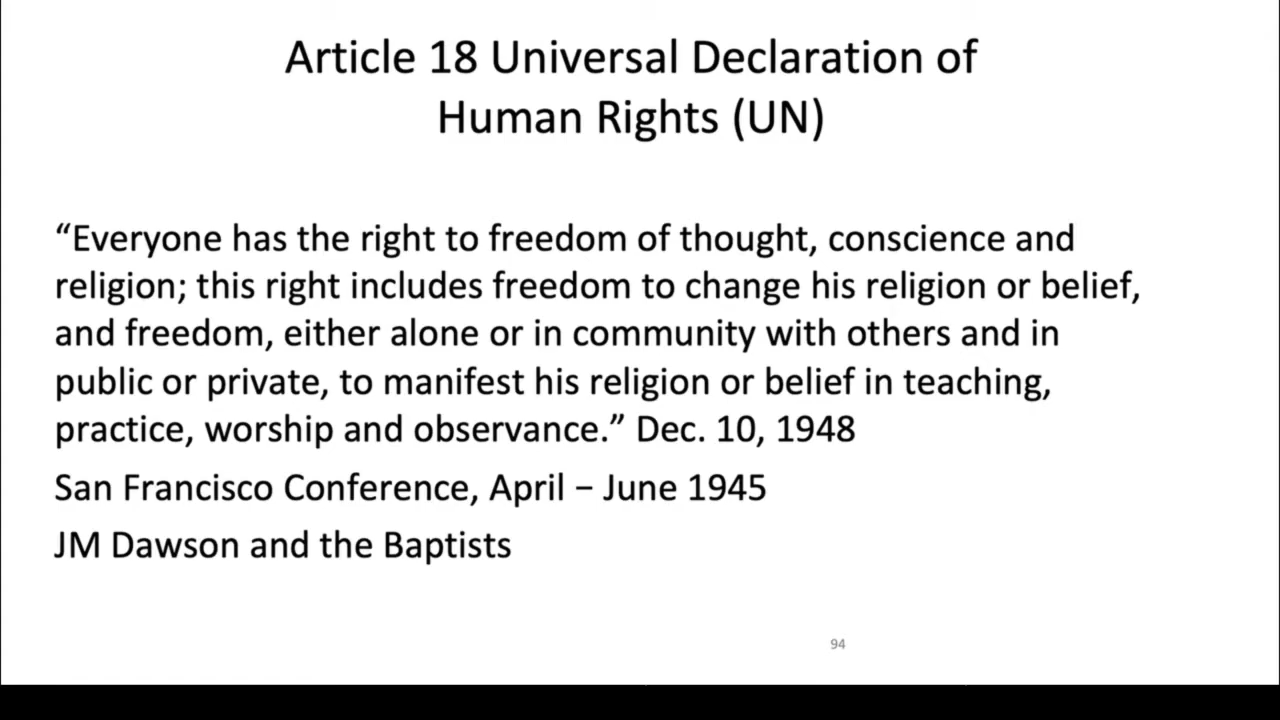 Article 18 Universal Declaration of
Human Rights (UN)
“Everyone has the right to freedom of thought, conscience and
religion; this right includes freedom to change his religion or belief,
and freedom, either alone or in community with others and in
public or private, to manifest his religion or belief in teaching,
practice, worship and observance.” Dec. 10, 1948
San Francisco Conference, April – June 1945
JM Dawson and the Baptists
94